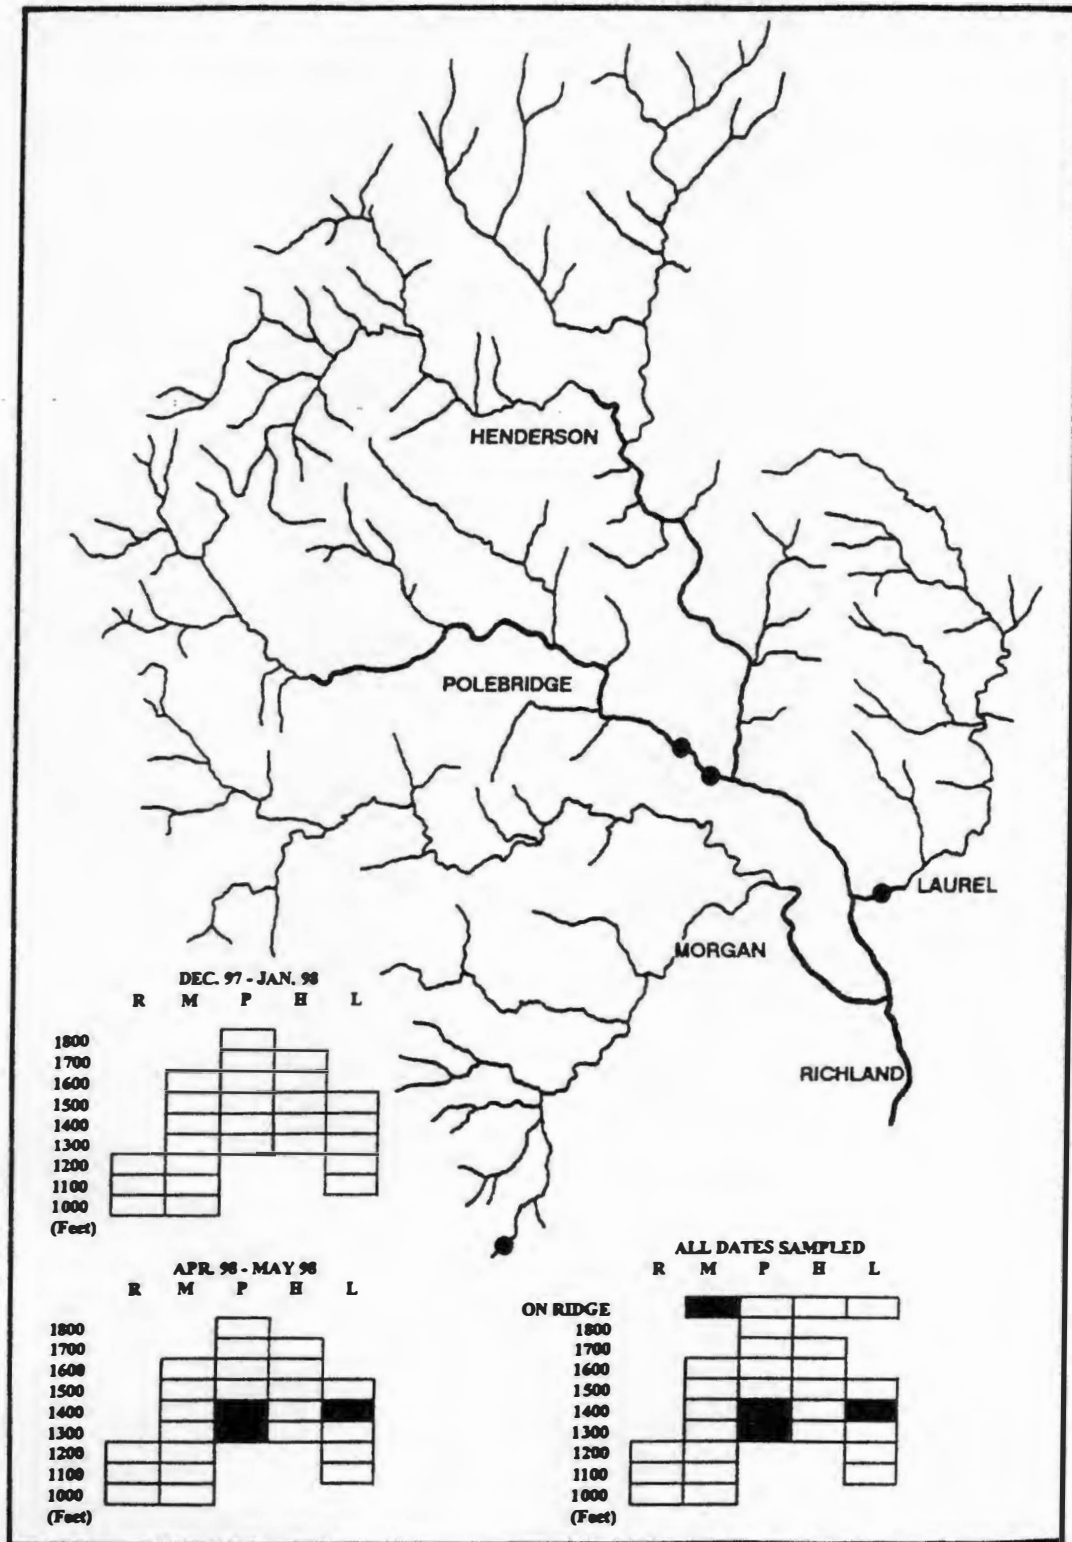 HENDERSON
POLEBRIDGE
LAUREL
MORGAN
RICHLAND
DEC. 97 - JAN. 98
R M P H L
1800
1700
1600
1500
1400
1300
1200
1100
1000
(Feet)
APR. 98 - MAY 98
R M P H L
1800
1700
1600
1500
1400
1300
1200
1100
1000
(Feet)
ALL DATES SAMPLED
R M P H L
ON RIDGE
1800
1700
1600
1500
1400
1300
1200
1100
1000
(Feet)